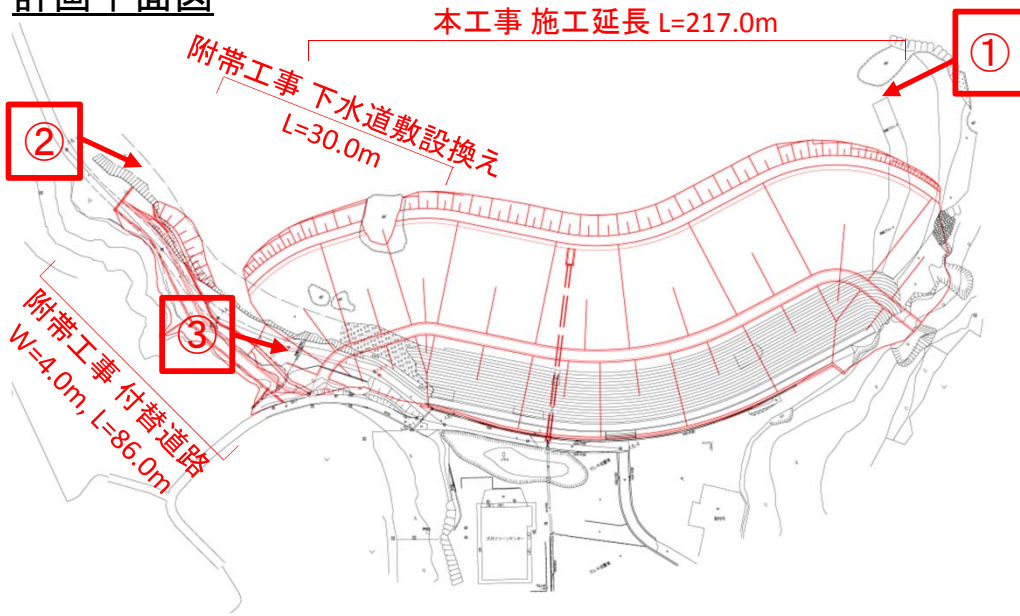 計画平面図
本工事 施工延長 L=217.0m
①
附帯工事 下水道敷設換え
L=30.0m
②
③
附帯工事 付替道路
W=4.0m, L=86.0m